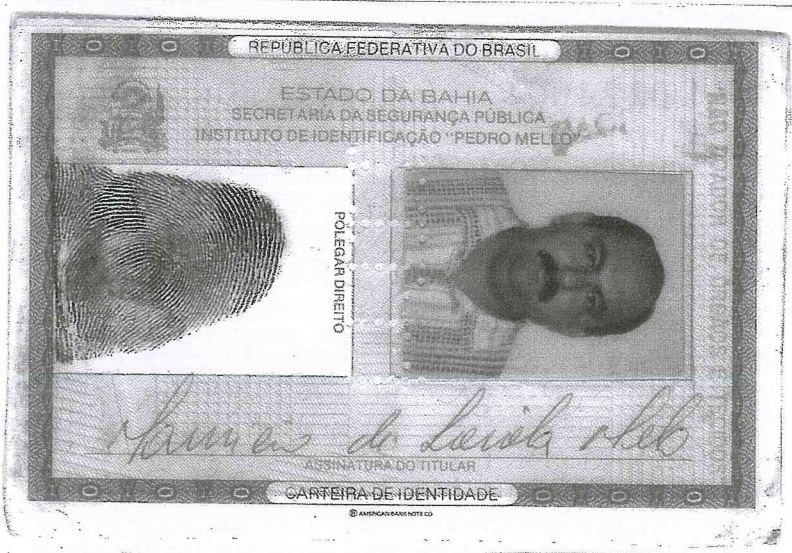 REPÚBLICA FEDERATIVA DO BRASIL
ESTADO DA BAHIA
SECRETARIA DA SEGURANÇA PÚBLICA
INSTITUTO DE IDENTIFICAÇÃO "PEDRO MELLO"
POLEGAR DIREITO
ASSINATURA DO TITULAR
CARTEIRA DE IDENTIDADE
AMERICAN BANK NOTE CO